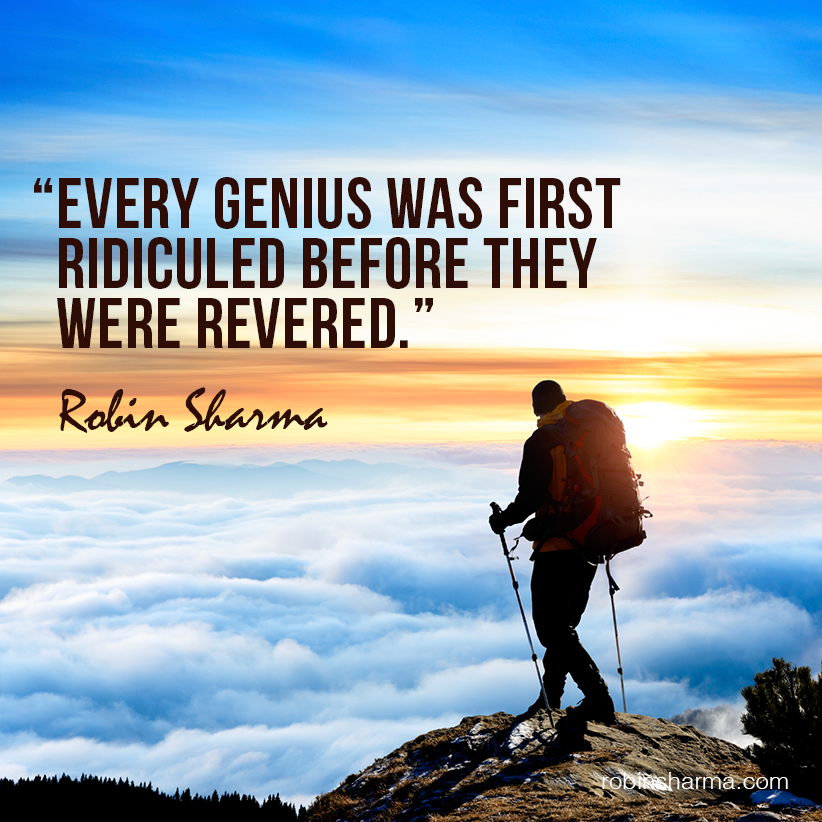 “EVERY GENIUS WAS FIRST
RIDICULED BEFORE THEY
WERE REVERED.”
Robin Sharma
robinsharma.com